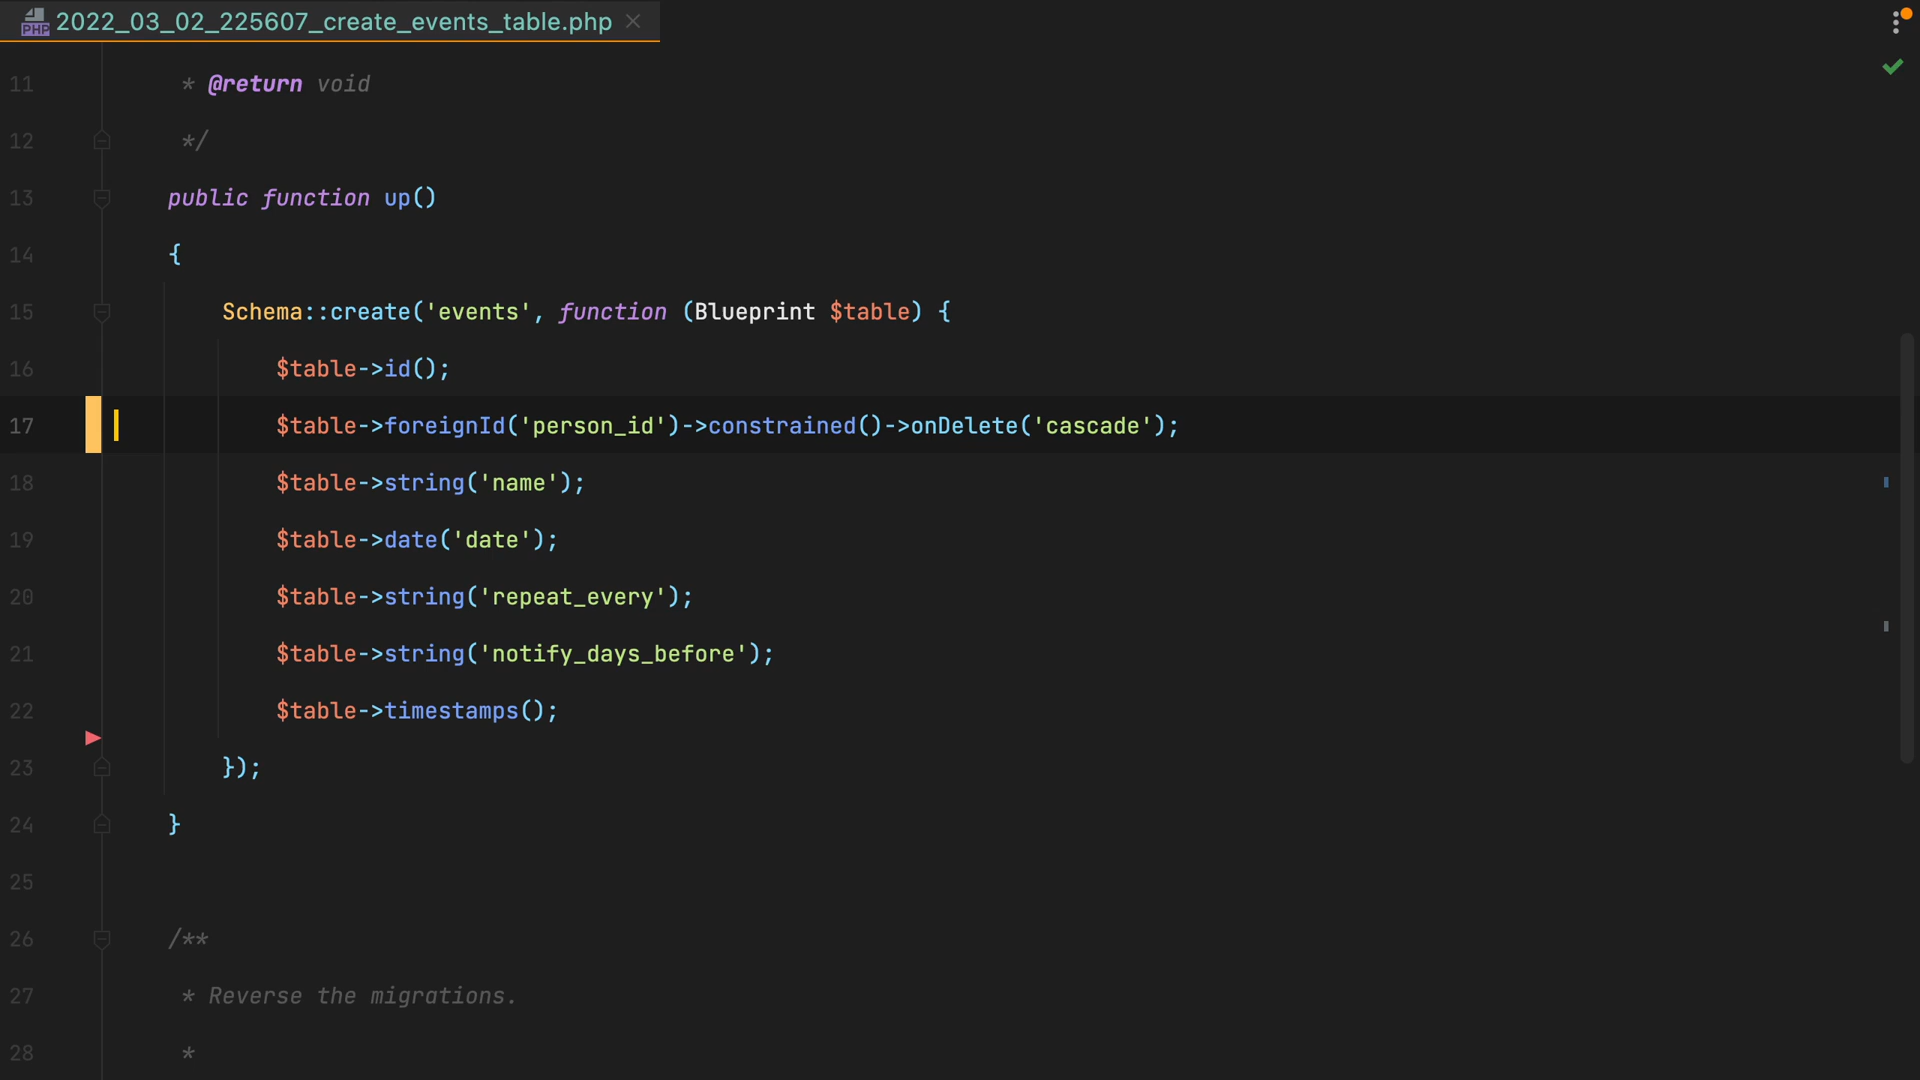 PHP 2022_03_02_225607_create_events_table.php
11 * @return void
12 */
13 public function up()
14 {
15 Schema::create('events', function (Blueprint $table) {
16 $table->id();
17 $table->foreignId('person_id')->constrained()->onDelete('cascade');
18 $table->string('name');
19 $table->date('date');
20 $table->string('repeat_every');
21 $table->string('notify_days_before');
22 $table->timestamps();
23 });
24 }
25
26 /**
27 * Reverse the migrations.
28 *